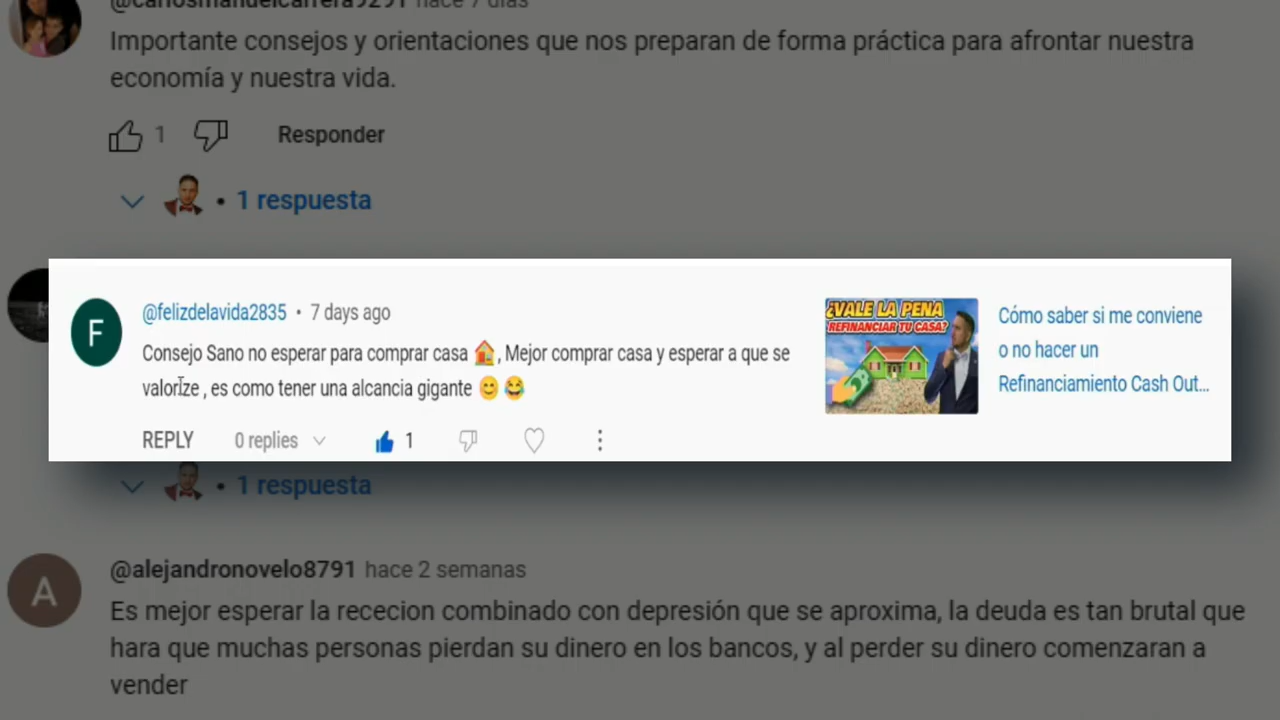 @carlosmanuelcarrera9291 hace 7 días
Importante consejos y orientaciones que nos preparan de forma práctica para afrontar nuestra
economía y nuestra vida.
1 Responder
• 1 respuesta
F
@felizdelavida2835 • 7 days ago
Consejo Sano no esperar para comprar casa 🏠, Mejor comprar casa y esperar a que se
valorize , es como tener una alcancia gigante 😊 😂
REPLY 0 replies 1
¿VALE LA PENA
REFINANCIAR TU CASA?
Cómo saber si me conviene
o no hacer un
Refinanciamiento Cash Out...
• 1 respuesta
A
@alejandronovelo8791 hace 2 semanas
Es mejor esperar la rececion combinado con depresión que se aproxima, la deuda es tan brutal que
hara que muchas personas pierdan su dinero en los bancos, y al perder su dinero comenzaran a
vender